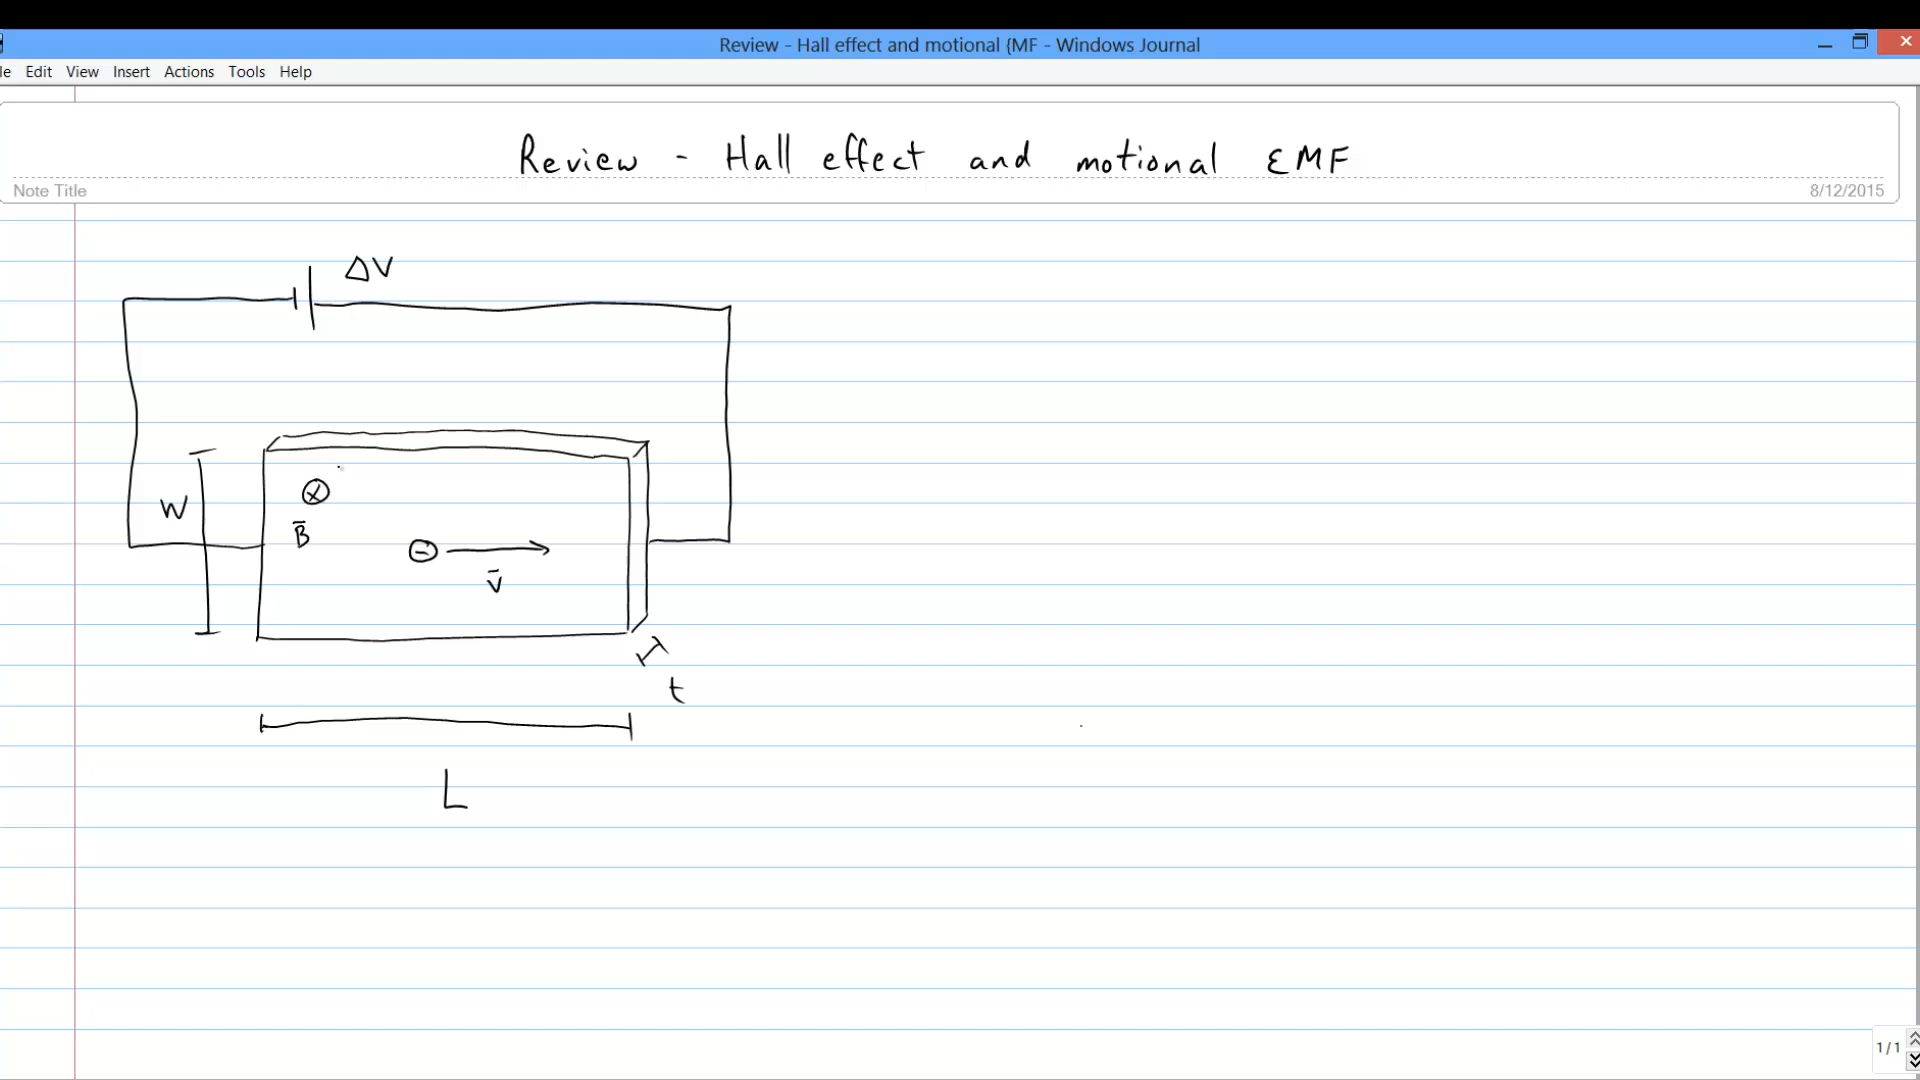 Review - Hall effect and motional {MF - Windows Journal
Edit View Insert Actions Tools Help
Review - Hall effect and motional EMF
Note Title
8/12/2015
ΔV
W
B̄
v̄
t
L
1/1